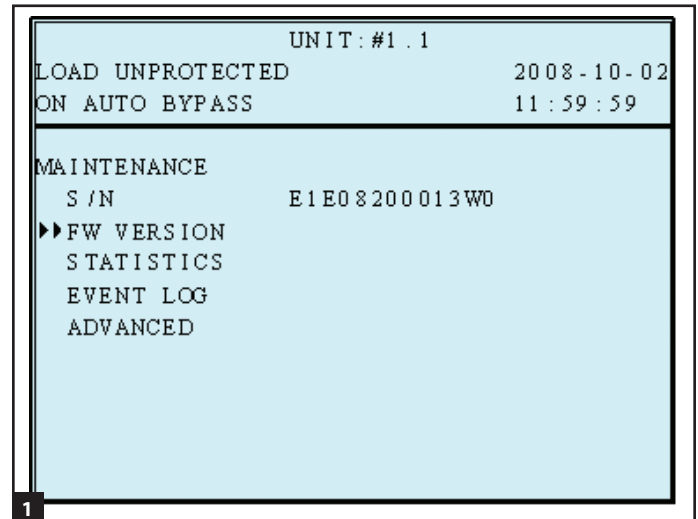 UNIT:#1.1
LOAD UNPROTECTED 2008-10-02
ON AUTO BYPASS 11:59:59
MAINTENANCE
S/N E1E08200013W0
▶▶FW VERSION
STATISTICS
EVENT LOG
ADVANCED
1